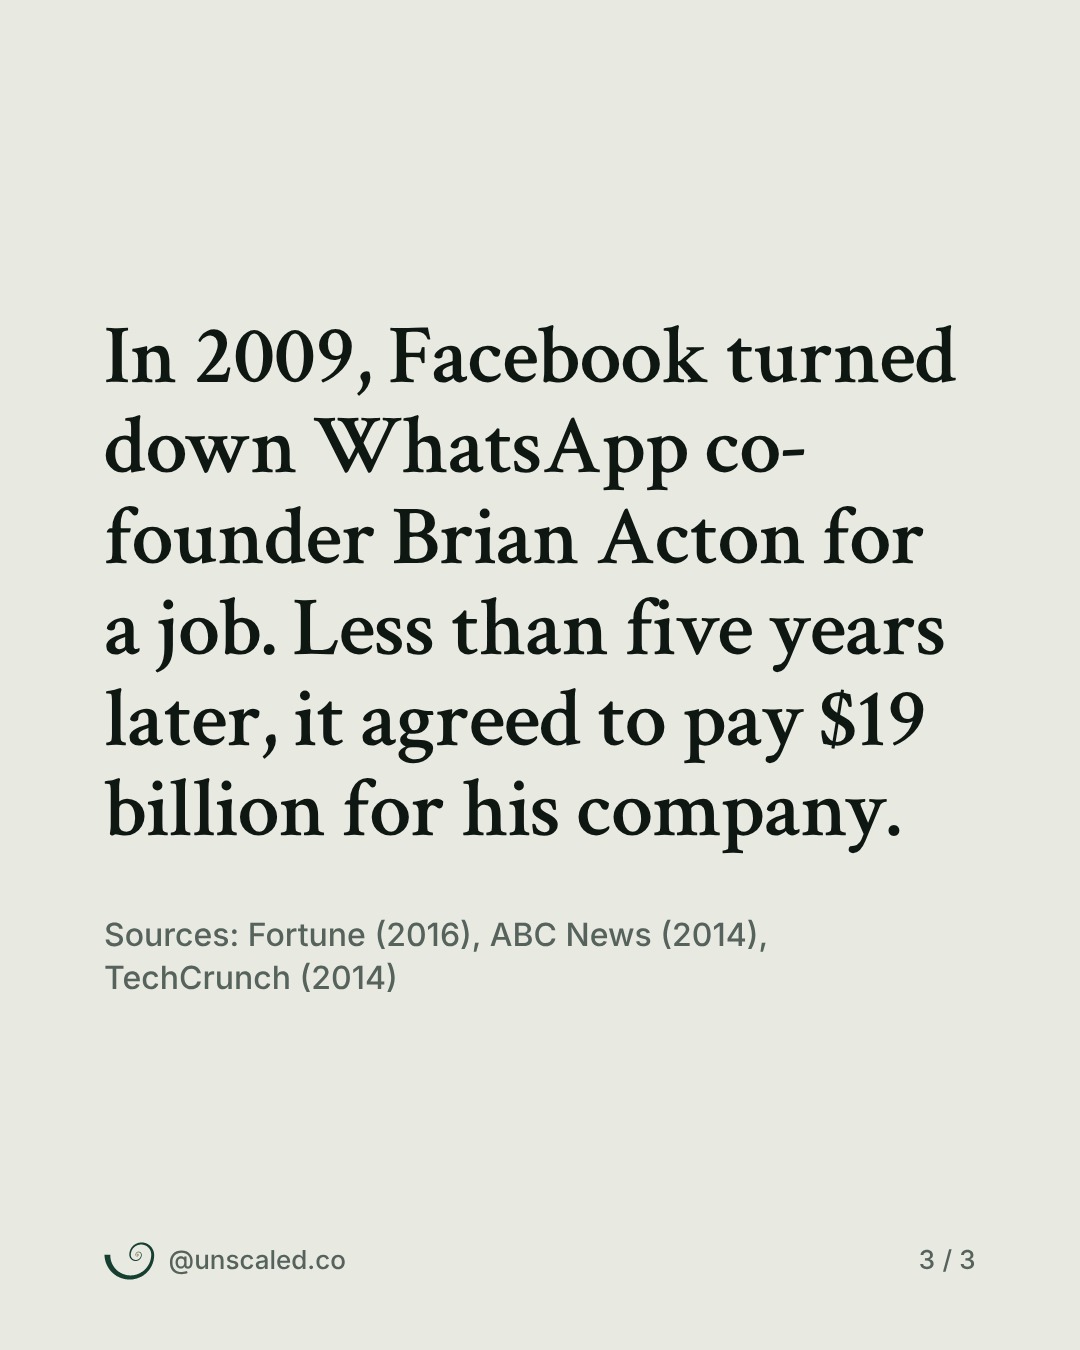 In 2009, Facebook turned
down WhatsApp co-
founder Brian Acton for
a job. Less than five years
later, it agreed to pay $19
billion for his company.
Sources: Fortune (2016), ABC News (2014),
TechCrunch (2014)
@unscaled.co
3 / 3